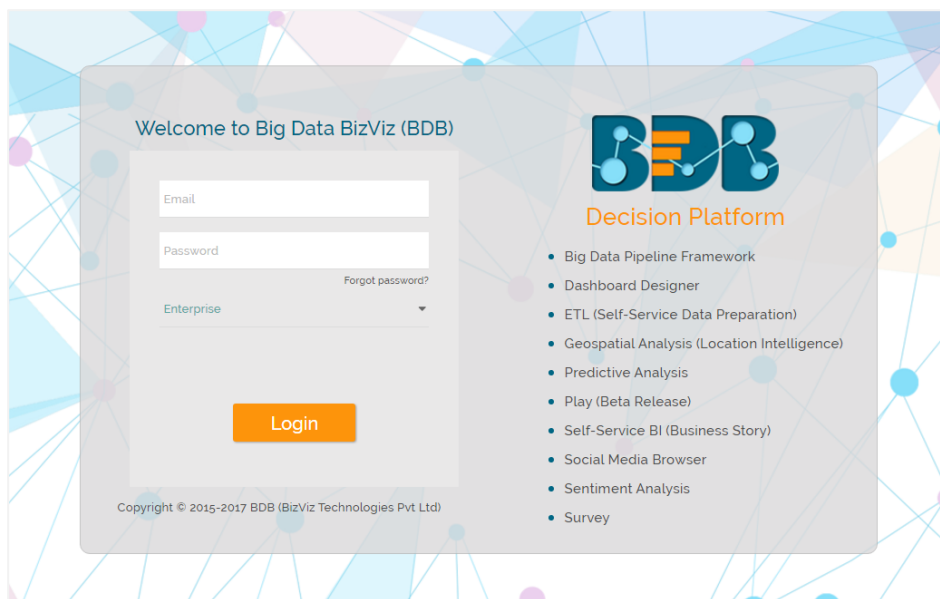 Welcome to Big Data BizViz (BDB)
Email
Password
Forgot password?
Enterprise
Login
Copyright © 2015-2017 BDB (BizViz Technologies Pvt Ltd)
BDB
Decision Platform
Big Data Pipeline Framework
Dashboard Designer
ETL (Self-Service Data Preparation)
Geospatial Analysis (Location Intelligence)
Predictive Analysis
Play (Beta Release)
Self-Service BI (Business Story)
Social Media Browser
Sentiment Analysis
Survey